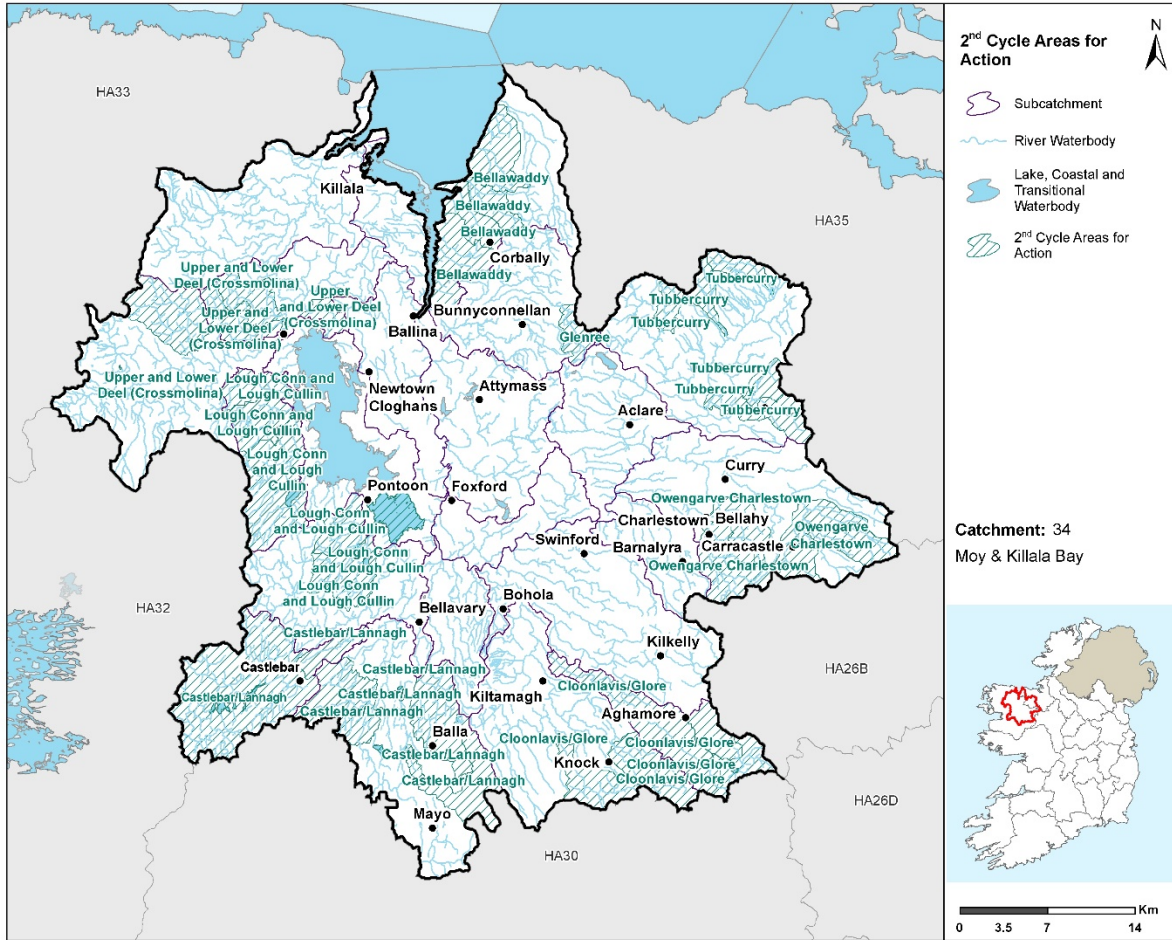 HA33
Killala
Bellawaddy
Bellawaddy
Bellawaddy
Corbally
Bellawaddy
HA35
Upper and Lower
Deel (Crossmolina)
Upper and
Lower Deel
(Crossmolina)
Upper
and Lower Deel
(Crossmolina)
Ballina
Bunnyconnellan
Glenree
Tubbercurry
Tubbercurry
Tubbercurry
Tubbercurry
Tubbercurry
Tubbercurry
Upper and Lower
Deel (Crossmolina)
Lough Conn and
Lough Cullin
Lough Conn and
Lough Cullin
Lough Conn
and Lough
Cullin
Newtown
Cloghans
Attymass
Aclare
Curry
Pontoon
Foxford
Lough Conn
and Lough Cullin
Lough Conn
and Lough Cullin
Lough Conn
and Lough Cullin
Owengarve Charlestown
Charlestown
Bellahy
Owengarve
Charlestown
Swinford
Barnalyra
Carracastle
Owengarve Charlestown
HA32
Bellavary
Bohola
Castlebar/Lannagh
Kilkelly
HA26B
Castlebar
Castlebar/Lannagh
Castlebar/Lannagh
Castlebar/Lannagh
Castlebar/Lannagh
Kiltamagh
Cloonlavis/Glore
Aghamore
Balla
Castlebar/Lannagh
Castlebar/Lannagh
Cloonlavis/Glore
Cloonlavis/Glore
Knock
Cloonlavis/Glore
Cloonlavis/Glore
HA26D
Mayo
HA30
2nd Cycle Areas for
Action
N
Subcatchment
River Waterbody
Lake, Coastal and
Transitional
Waterbody
2nd Cycle Areas for
Action
Catchment: 34
Moy & Killala Bay
Km
0 3.5 7 14